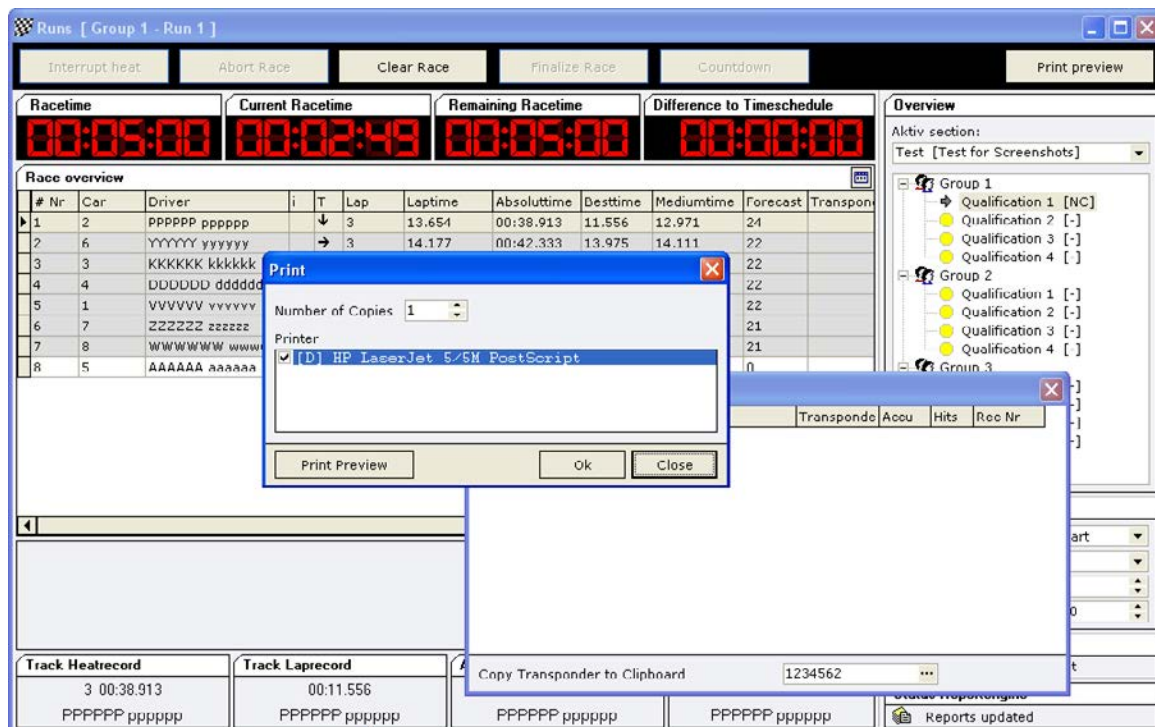 Runs [ Group 1 - Run 1 ]
Interrupt heat Abort Race Clear Race Finalize Race Countdown Print preview
Racetime Current Racetime Remaining Racetime Difference to Timeschedule Overview
00:05:00 00:02:49 00:05:00 00:00:00
Aktiv section:
Test [Test for Screenshots]
Race overview
# Nr Car Driver i T Lap Laptime Absoluttime Besttime Mediumtime Forecast Transpon
1 2 PPPPPP pppppp 3 13.654 00:38.913 11.556 12.971 24
2 6 YYYYYY yyyyyy 3 14.177 00:42.333 13.975 14.111 22
3 3 KKKKKK kkkkkk 22
4 4 DDDDDD dddddd 22
5 1 VVVVVV vvvvvv 22
6 7 ZZZZZZ zzzzzz 21
7 8 WWWWWW wwww 21
8 5 AAAAAA aaaaaa 0
Group 1
Qualification 1 [NC]
Qualification 2 [-]
Qualification 3 [-]
Qualification 4 [-]
Group 2
Qualification 1 [-]
Qualification 2 [-]
Qualification 3 [-]
Qualification 4 [-]
Group 3
Print
Number of Copies 1
Printer
[D] HP LaserJet 5/5M PostScript
Print Preview Ok Close
Transponde Accu Hits Rec Nr
Copy Transponder to Clipboard 1234562 ...
art
0
t
Track Heatrecord Track Laprecord
3 00:38.913 00:11.556
PPPPPP pppppp PPPPPP pppppp PPPPPP pppppp PPPPPP pppppp
Status Reportengine
Reports updated